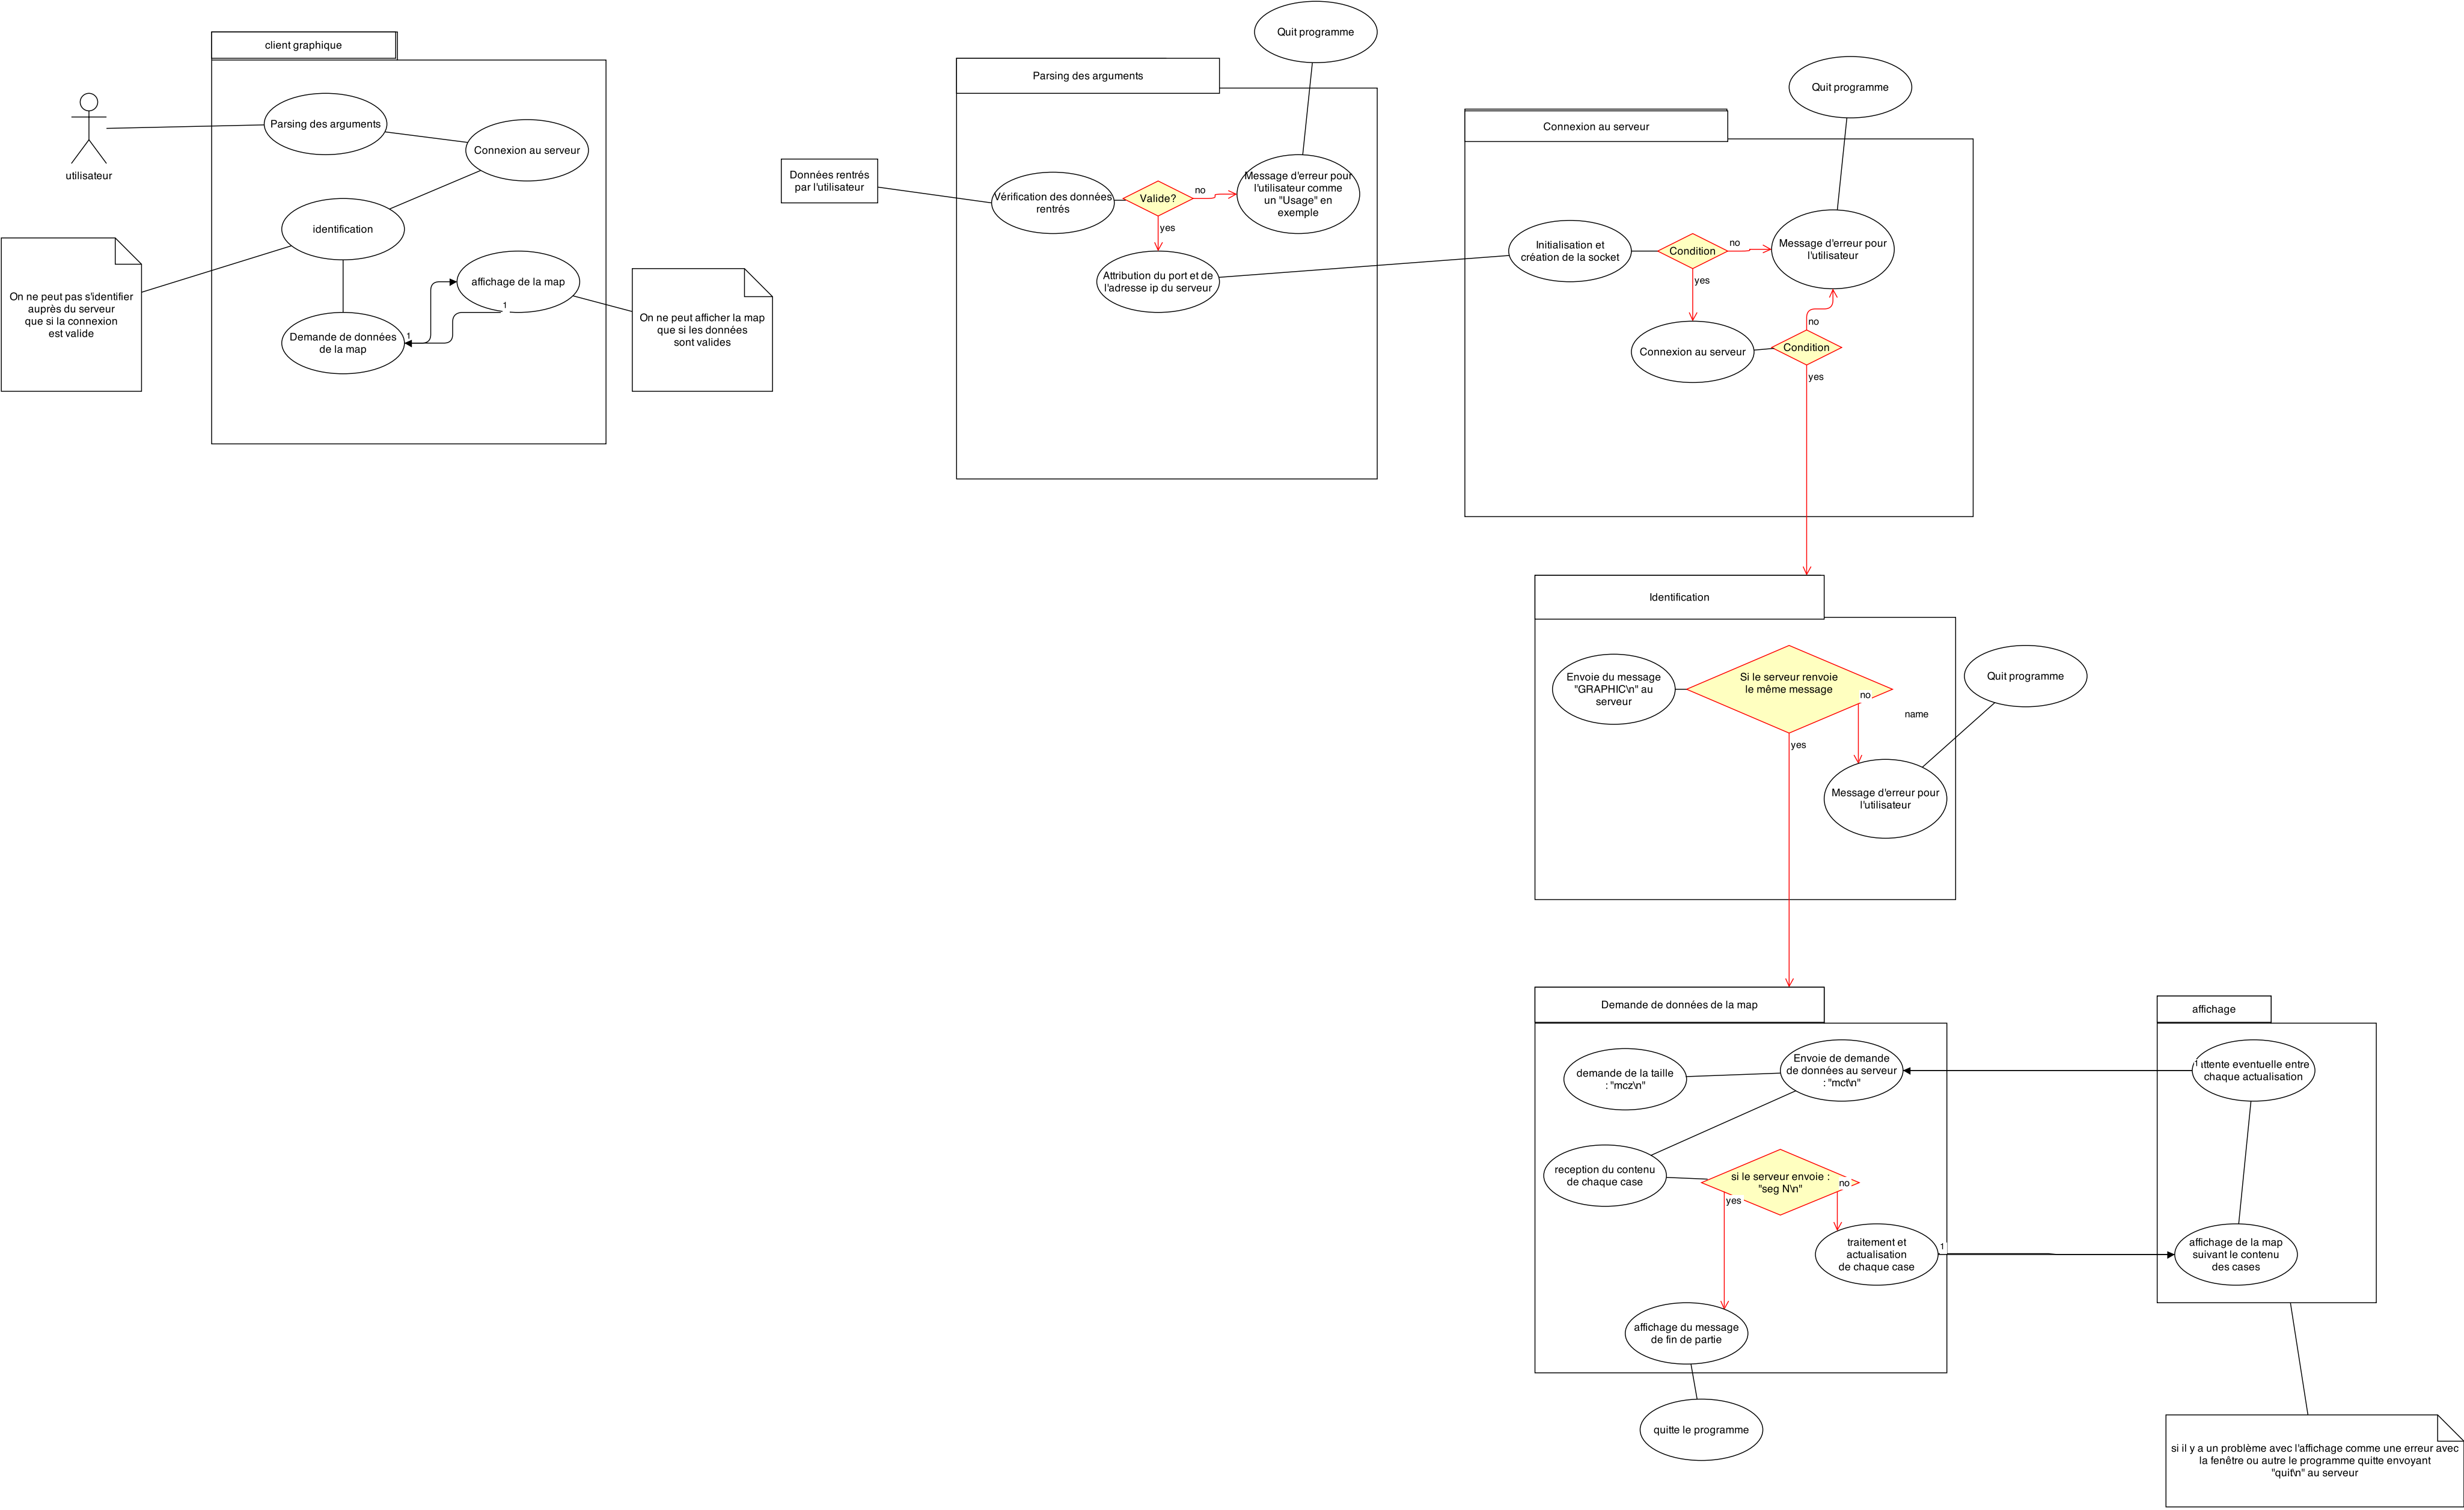 client graphique
utilisateur
Parsing des arguments
Connexion au serveur
identification
affichage de la map
1
Demande de données
de la map
1
On ne peut pas s'identifier
auprès du serveur
que si la connexion
est valide
On ne peut afficher la map
que si les données
sont valides
Quit programme
Parsing des arguments
Données rentrés
par l'utilisateur
Vérification des données
rentrés
Valide?
no
yes
Message d'erreur pour
l'utilisateur comme
un "Usage" en
exemple
Attribution du port et de
l'adresse ip du serveur
Quit programme
Connexion au serveur
Initialisation et
création de la socket
Condition
no
yes
Message d'erreur pour
l'utilisateur
Connexion au serveur
no
Condition
yes
Identification
Envoie du message
"GRAPHIC\n" au
serveur
Si le serveur renvoie
le même message
no
name
yes
Quit programme
Message d'erreur pour
l'utilisateur
Demande de données de la map
demande de la taille
: "mcz\n"
Envoie de demande
de données au serveur
: "mct\n"
reception du contenu
de chaque case
si le serveur envoie :
"seg N\n"
no
yes
traitement et
actualisation
de chaque case
1
affichage du message
de fin de partie
quitte le programme
affichage
1
ttente eventuelle entre
chaque actualisation
affichage de la map
suivant le contenu
des cases
si il y a un problème avec l'affichage comme une erreur avec
la fenêtre ou autre le programme quitte envoyant
"quit\n" au serveur